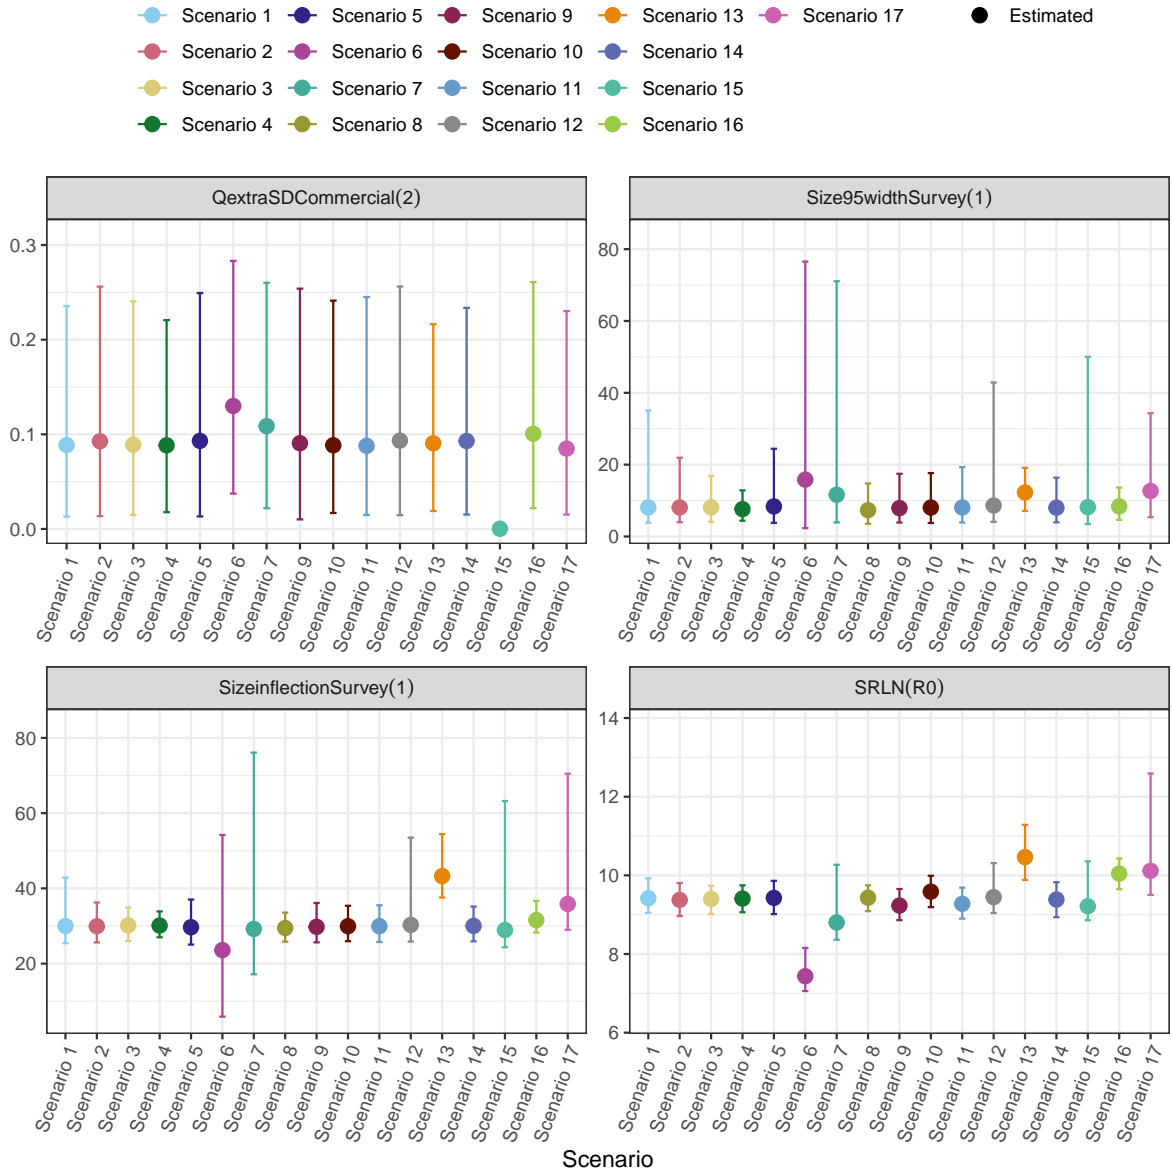 Scenario 1 Scenario 5 Scenario 9 Scenario 13 Scenario 17 Estimated
Scenario 2 Scenario 6 Scenario 10 Scenario 14
Scenario 3 Scenario 7 Scenario 11 Scenario 15
Scenario 4 Scenario 8 Scenario 12 Scenario 16
QextraSDCommercial(2)
0.3
0.2
0.1
0.0
Scenario 1
Scenario 2
Scenario 3
Scenario 4
Scenario 5
Scenario 6
Scenario 7
Scenario 9
Scenario 10
Scenario 11
Scenario 12
Scenario 13
Scenario 14
Scenario 15
Scenario 16
Scenario 17
Size95widthSurvey(1)
80
60
40
20
0
Scenario 1
Scenario 2
Scenario 3
Scenario 4
Scenario 5
Scenario 6
Scenario 7
Scenario 8
Scenario 9
Scenario 10
Scenario 11
Scenario 12
Scenario 13
Scenario 14
Scenario 15
Scenario 16
Scenario 17
SizeinflectionSurvey(1)
80
60
40
20
Scenario 1
Scenario 2
Scenario 3
Scenario 4
Scenario 5
Scenario 6
Scenario 7
Scenario 8
Scenario 9
Scenario 10
Scenario 11
Scenario 12
Scenario 13
Scenario 14
Scenario 15
Scenario 16
Scenario 17
SRLN(R0)
14
12
10
8
6
Scenario 1
Scenario 2
Scenario 3
Scenario 4
Scenario 5
Scenario 6
Scenario 7
Scenario 8
Scenario 9
Scenario 10
Scenario 11
Scenario 12
Scenario 13
Scenario 14
Scenario 15
Scenario 16
Scenario 17
Scenario